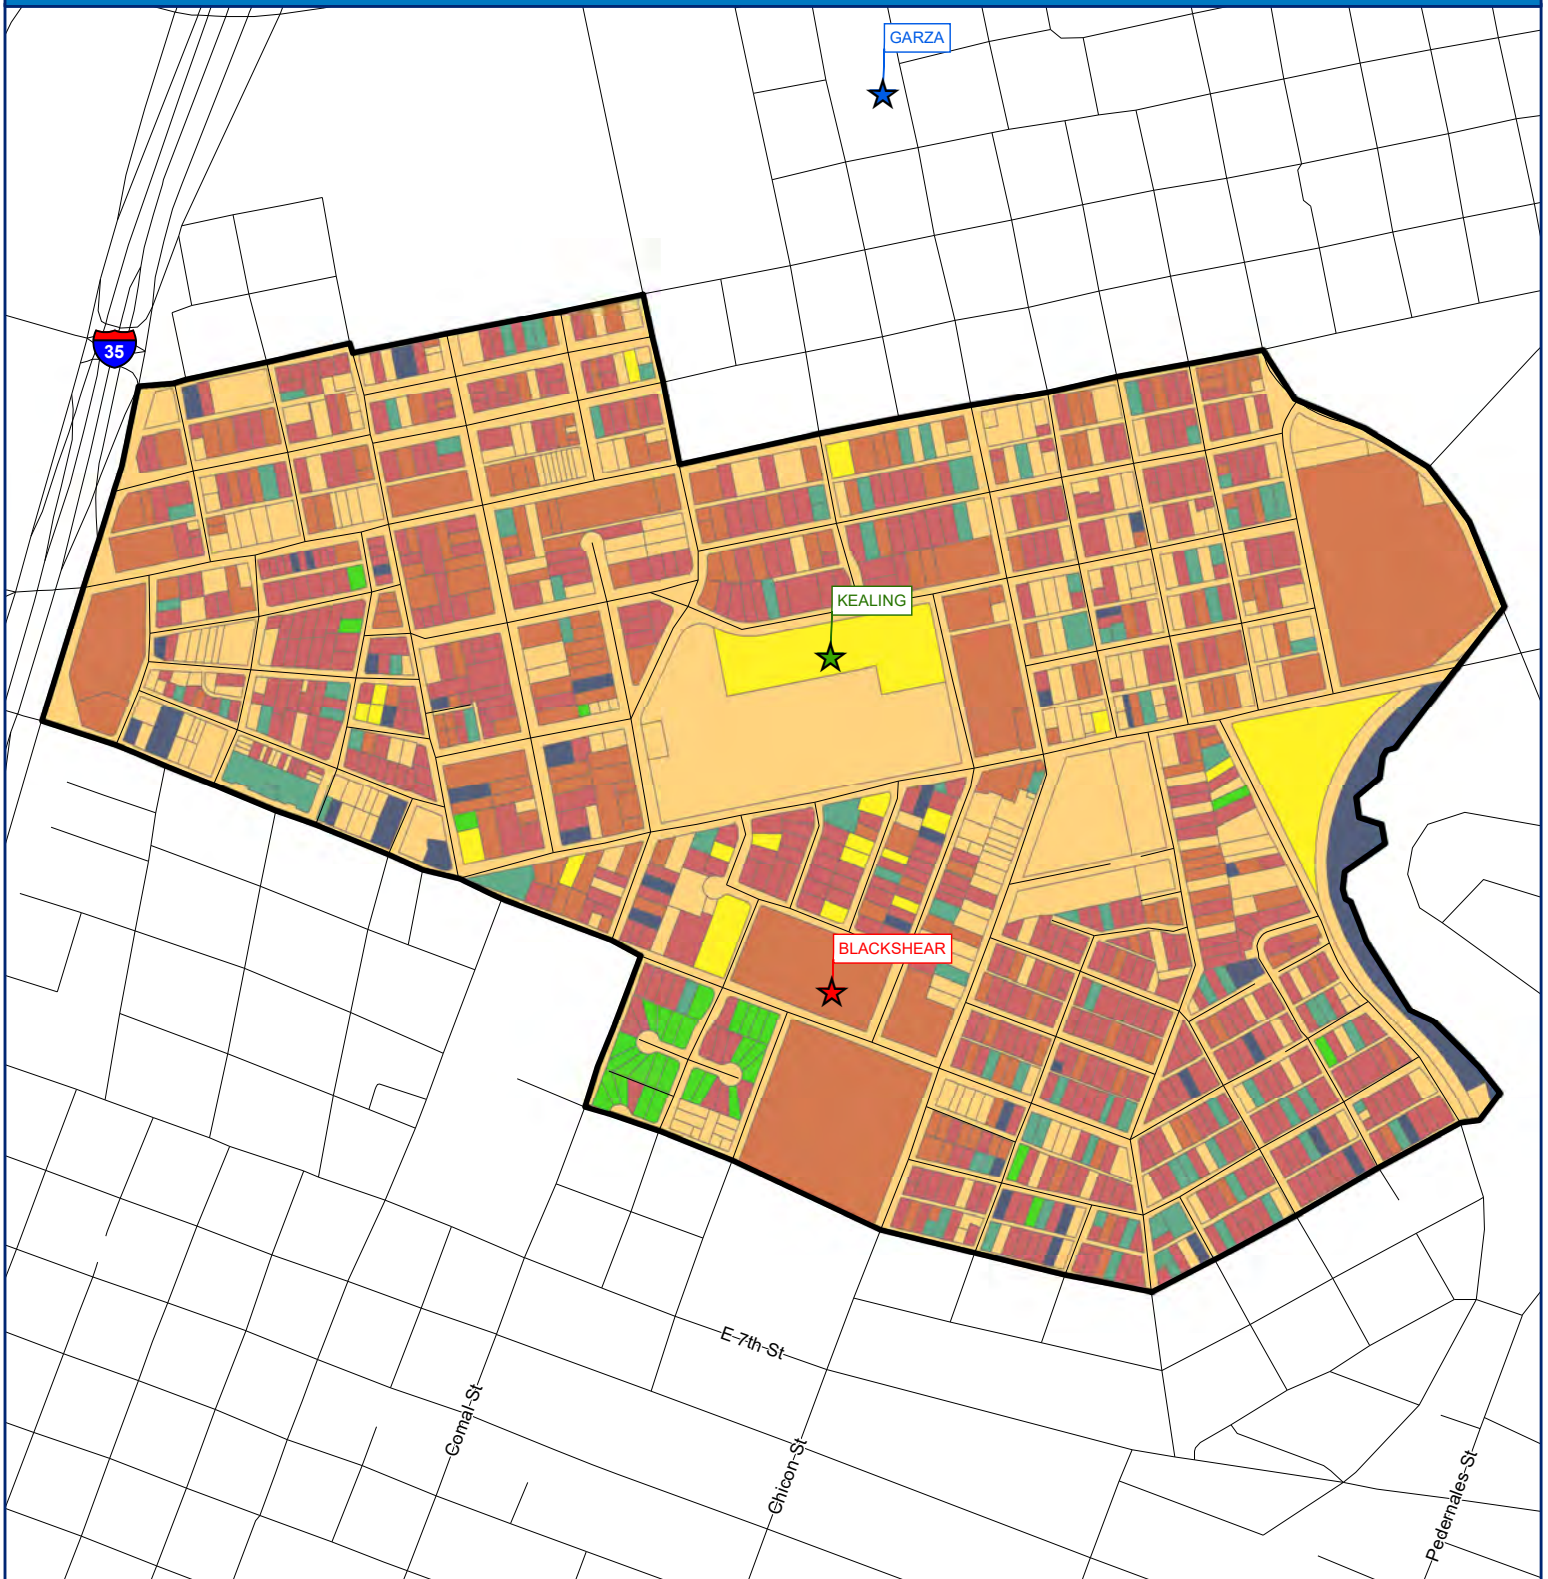 GARZA
35
KEALING
BLACKSHEAR
E 7th St
Comal St
Chicon St
Pedernales St